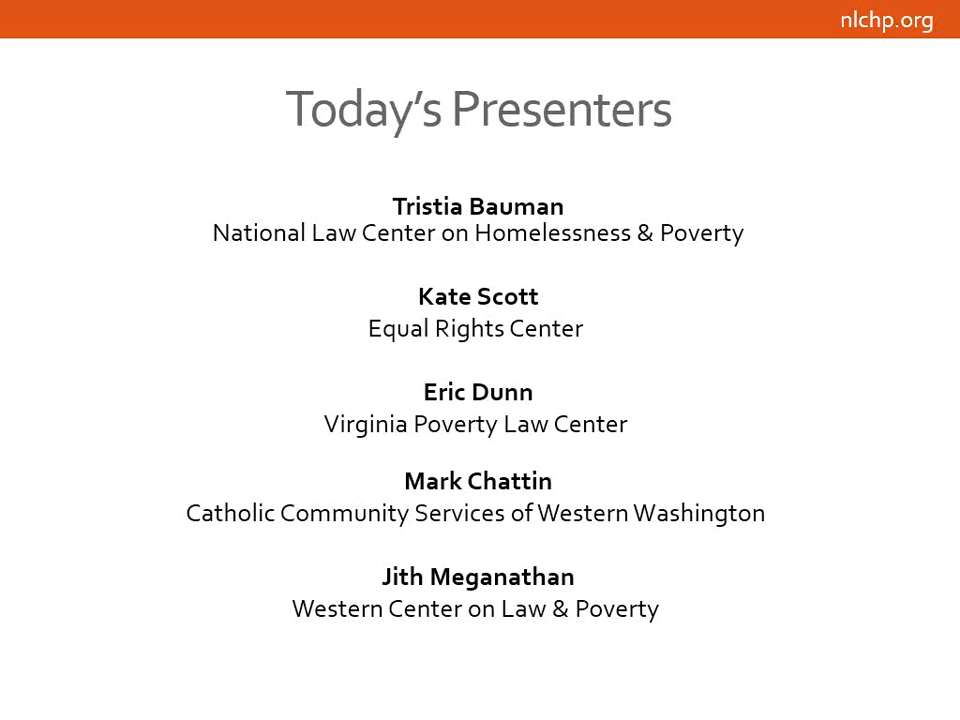 nlchp.org
Today's Presenters
Tristia Bauman
National Law Center on Homelessness & Poverty
Kate Scott
Equal Rights Center
Eric Dunn
Virginia Poverty Law Center
Mark Chattin
Catholic Community Services of Western Washington
Jith Meganathan
Western Center on Law & Poverty